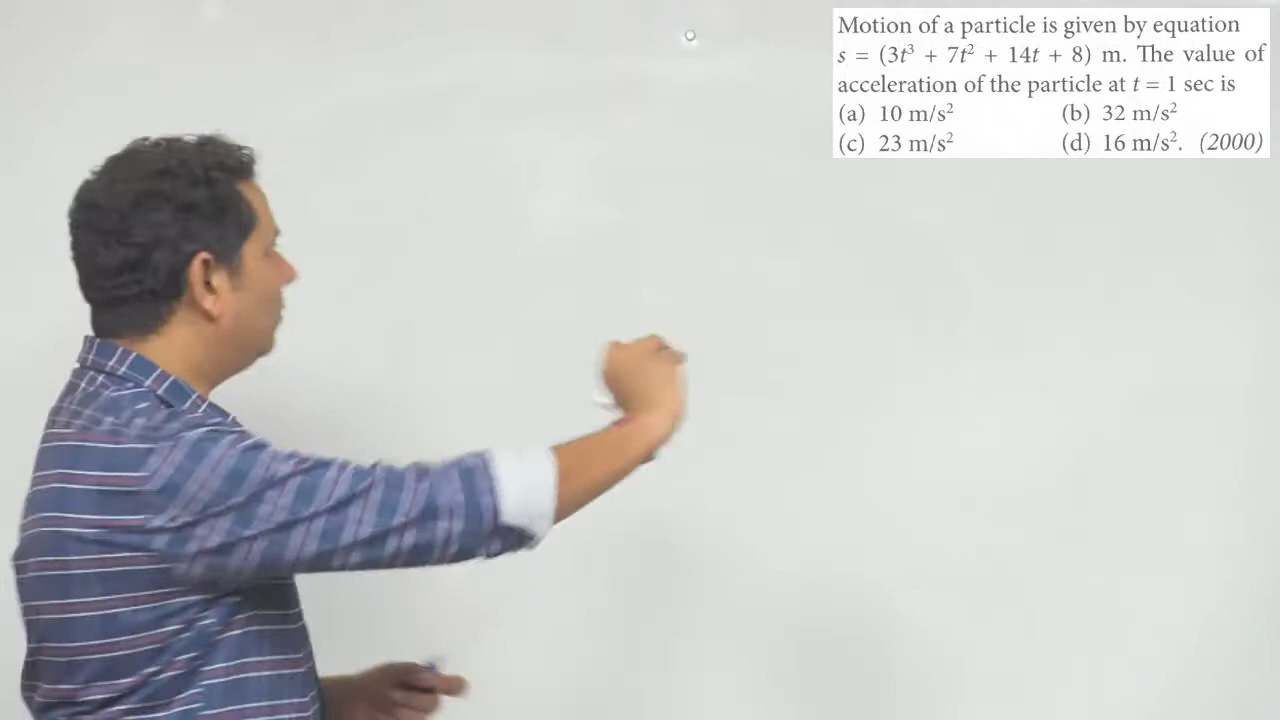 Motion of a particle is given by equation
s = (3t³ + 7t² + 14t + 8) m. The value of
acceleration of the particle at t = 1 sec is
(a) 10 m/s² (b) 32 m/s²
(c) 23 m/s² (d) 16 m/s². (2000)